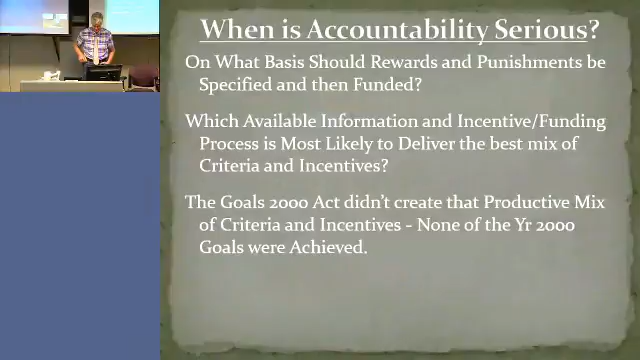 When is Accountability Serious?
On What Basis Should Rewards and Punishments be
Specified and then Funded?
Which Available Information and Incentive/Funding
Process is Most Likely to Deliver the best mix of
Criteria and Incentives?
The Goals 2000 Act didn't create that Productive Mix
of Criteria and Incentives - None of the Yr 2000
Goals were Achieved.